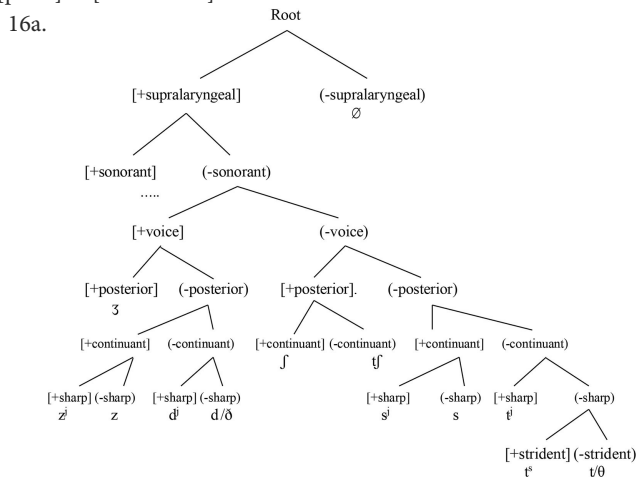 16a.
Root
[+supralaryngeal] (-supralaryngeal)
∅
[+sonorant] (-sonorant)
.....
[+voice] (-voice)
[+posterior] (-posterior) [+posterior]. (-posterior)
ʒ
[+continuant] (-continuant) [+continuant] (-continuant) [+continuant] (-continuant)
ʃ tʃ
[+sharp] (-sharp) [+sharp] (-sharp) [+sharp] (-sharp) [+sharp] (-sharp)
zʲ z dʲ d/ð sʲ s tʲ
[+strident] (-strident)
tˢ t/θ